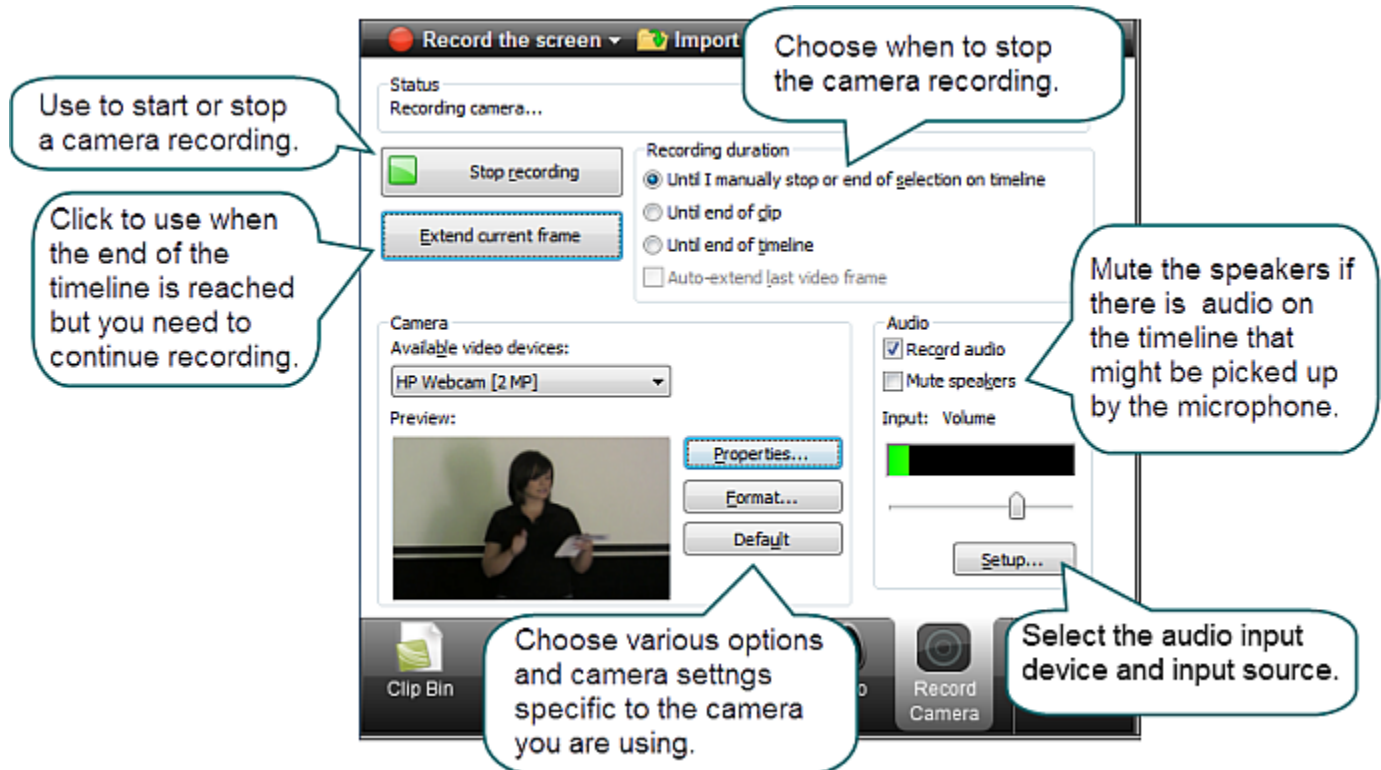 Record the screen
Import
Choose when to stop
the camera recording.
Status
Recording camera...
Use to start or stop
a camera recording.
Stop recording
Recording duration
Until I manually stop or end of selection on timeline
Until end of clip
Until end of timeline
Auto-extend last video frame
Click to use when
the end of the
timeline is reached
but you need to
continue recording.
Extend current frame
Mute the speakers if
there is audio on
the timeline that
might be picked up
by the microphone.
Camera
Available video devices:
HP Webcam [2 MP]
Preview:
Properties...
Format...
Default
Audio
Record audio
Mute speakers
Input: Volume
Setup...
Choose various options
and camera settngs
specific to the camera
you are using.
Select the audio input
device and input source.
Clip Bin
Record
Camera